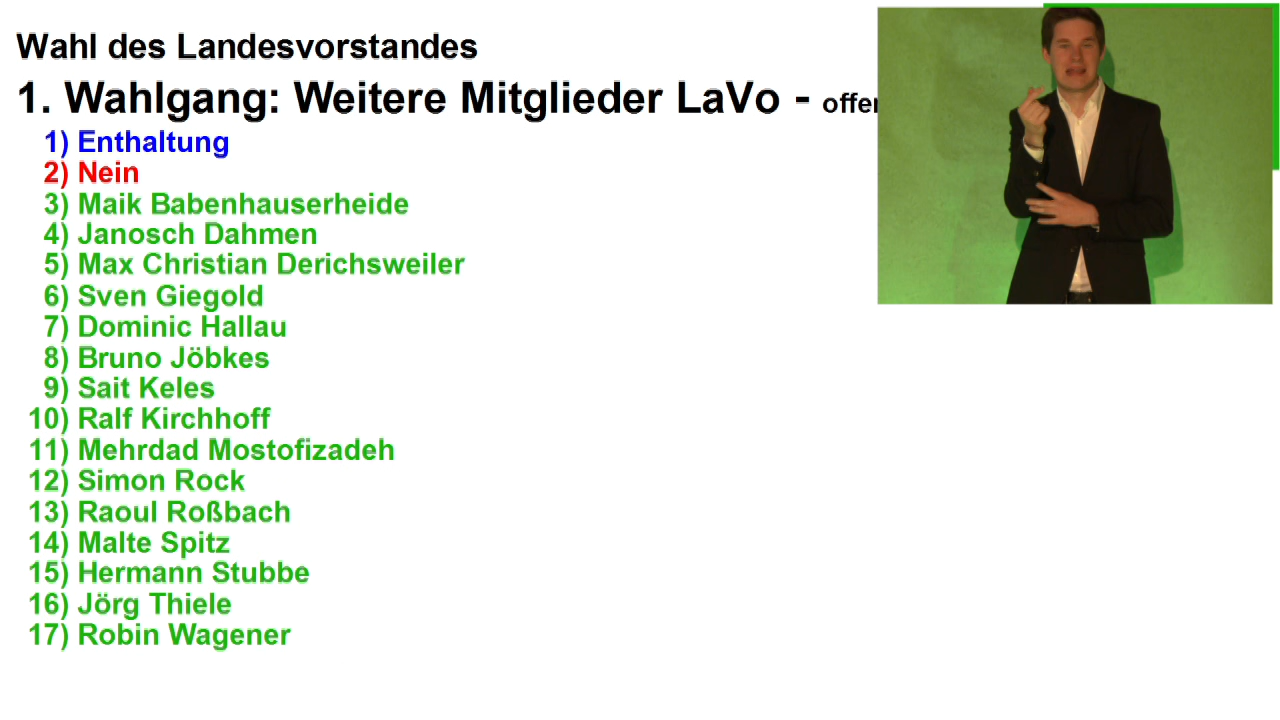 Wahl des Landesvorstandes
1. Wahlgang: Weitere Mitglieder LaVo -
1) Enthaltung
2) Nein
3) Maik Babenhauserheide
4) Janosch Dahmen
5) Max Christian Derichsweiler
6) Sven Giegold
7) Dominic Hallau
8) Bruno Jöbkes
9) Sait Keles
10) Ralf Kirchhoff
11) Mehrdad Mostofizadeh
12) Simon Rock
13) Raoul Roßbach
14) Malte Spitz
15) Hermann Stubbe
16) Jörg Thiele
17) Robin Wagener